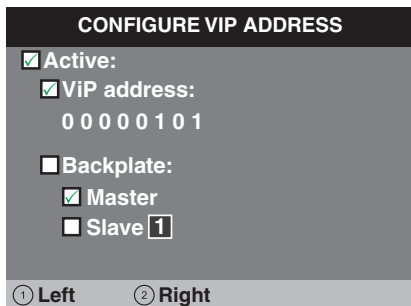 CONFIGURE VIP ADDRESS
Active:
ViP address:
0 0 0 0 0 1 0 1
Backplate:
Master
Slave 1
1 Left 2 Right